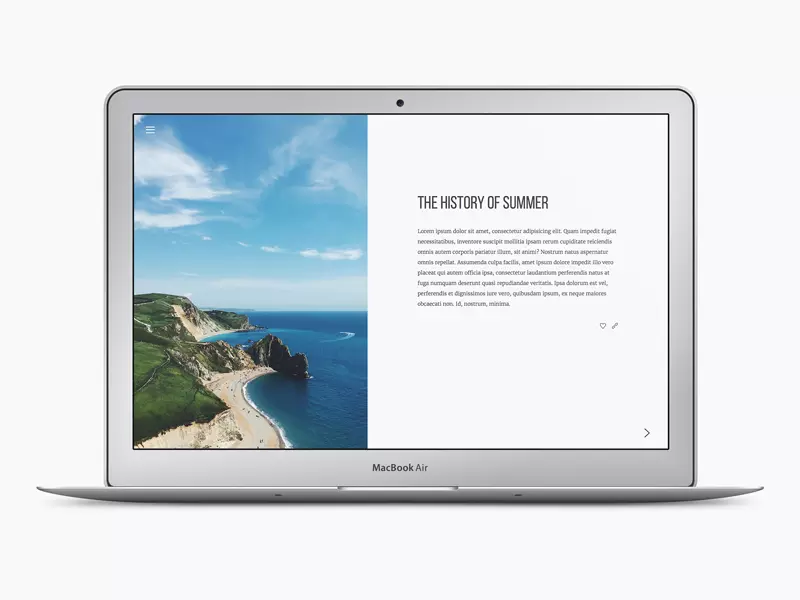 THE HISTORY OF SUMMER
Lorem ipsum dolor sit amet, consectetur adipisicing elit. Quam impedit fugiat
necessitatibus, inventore suscipit mollitia ipsam rerum cupiditate reiciendis
omnis autem corporis pariatur illum, sit animi? Nostrum natus aspernatur
omnis repellat. Assumenda culpa facilis, amet ipsum dolore impedit illo vero
placeat qui autem officia ipsa, consectetur laudantium perferendis natus at
fuga numquam deserunt quasi repudiandae veritatis. Ipsa dolorum est vel,
perferendis ei dignissimos iure vero, quibusdam ipsum, ex neque maiores
obcaecati non. Id, nostrum, minima.
MacBook Air